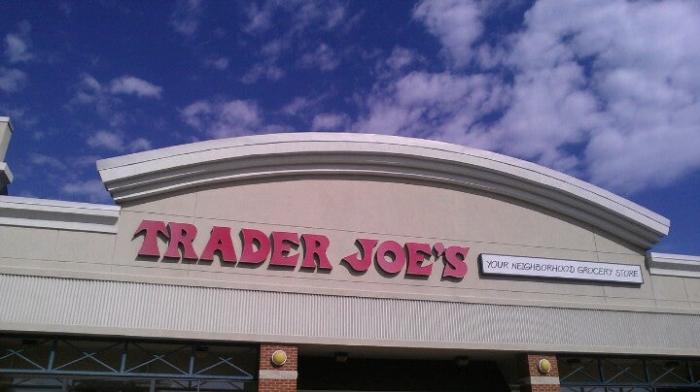 TRADER JOE'S
YOUR NEIGHBORHOOD GROCERY STORE